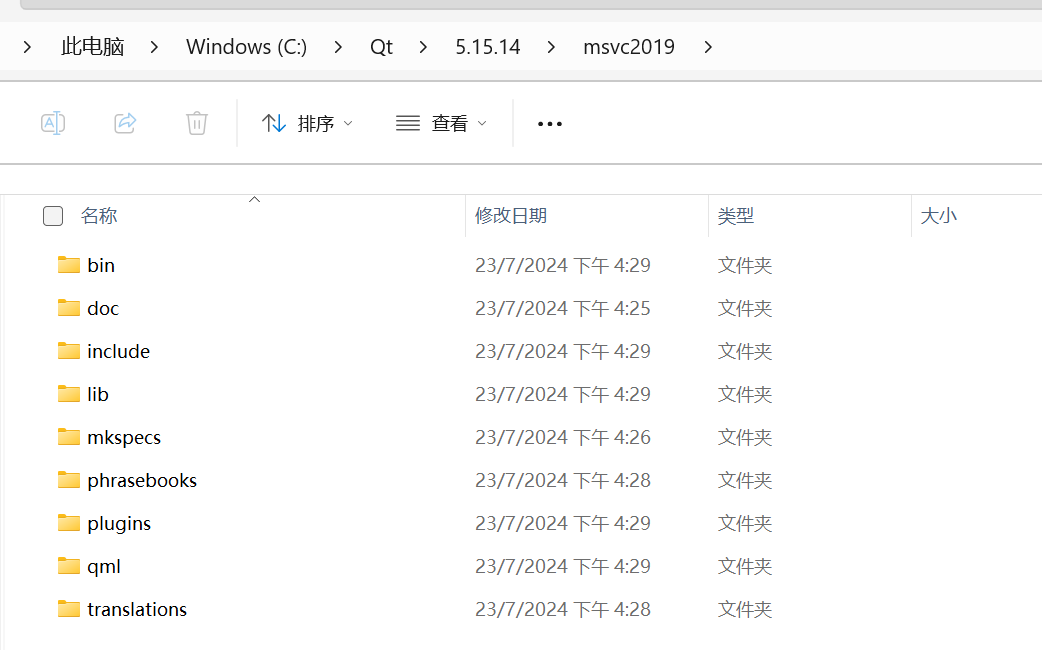 此电脑 Windows (C:) Qt 5.15.14 msvc2019
排序 查看
名称 修改日期 类型 大小
bin 23/7/2024 下午 4:29 文件夹
doc 23/7/2024 下午 4:25 文件夹
include 23/7/2024 下午 4:29 文件夹
lib 23/7/2024 下午 4:29 文件夹
mkspecs 23/7/2024 下午 4:26 文件夹
phrasebooks 23/7/2024 下午 4:28 文件夹
plugins 23/7/2024 下午 4:29 文件夹
qml 23/7/2024 下午 4:29 文件夹
translations 23/7/2024 下午 4:28 文件夹